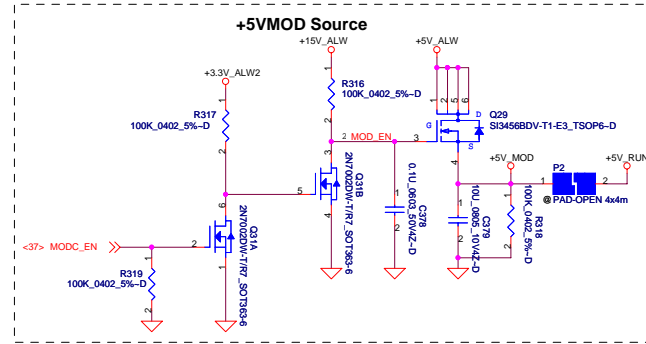 +5VMOD Source
+15V_ALW
+5V_ALW
+3.3V_ALW2
1
R316
100K_0402_5%~D
2
1
R317
100K_0402_5%~D
2
1
2
5
6
D
Q29
SI3456BDV-T1-E3_TSOP6~D
G
S
3
4
2 MOD_EN
3
5
4
Q31B
2N7002DW-T/R7_SOT363-6
1
2
C378
0.1U_0603_50V4Z~D
+5V_MOD
P2
+5V_RUN
1
2
@ PAD-OPEN 4x4m
1
2
C379
10U_0805_10V4Z~D
1
2
R318
100K_0402_5%~D
6
2
1
Q31A
2N7002DW-T/R7_SOT363-6
<37> MODC_EN
1
R319
100K_0402_5%~D
2